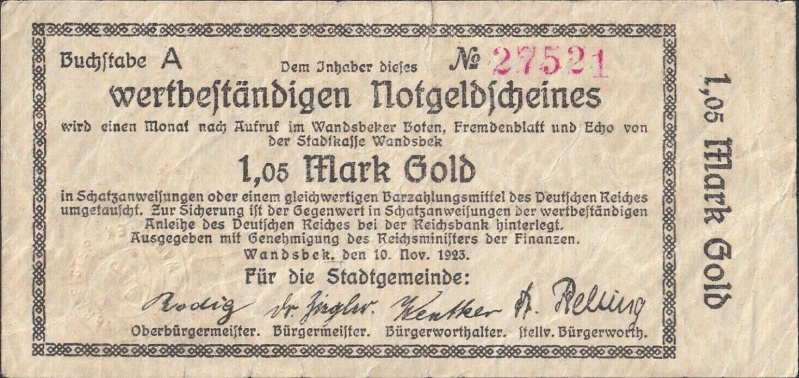 Buchstabe A
Dem Inhaber dieses
№ 27521
wertbeständigen Notgeldscheines
wird einen Monat nach Aufruf im Wandsbeker Boten, Fremdenblatt und Echo von
der Stadtkasse Wandsbek
1,05 Mark Gold
in Schatzanweisungen oder einem gleichwertigen Barzahlungsmittel des Deutschen Reiches
umgetauscht. Zur Sicherung ist der Gegenwert in Schatzanweisungen der wertbeständigen
Anleihe des Deutschen Reiches bei der Reichsbank hinterlegt.
Ausgegeben mit Genehmigung des Reichsministers der Finanzen.
Wandsbek, den 10. Nov. 1923.
Für die Stadtgemeinde:
Rodig Dr. Ziegler.
Oberbürgermeister. Bürgermeister. Bürgerworthalter. stellv. Bürgerworth.
1,05 Mark Gold